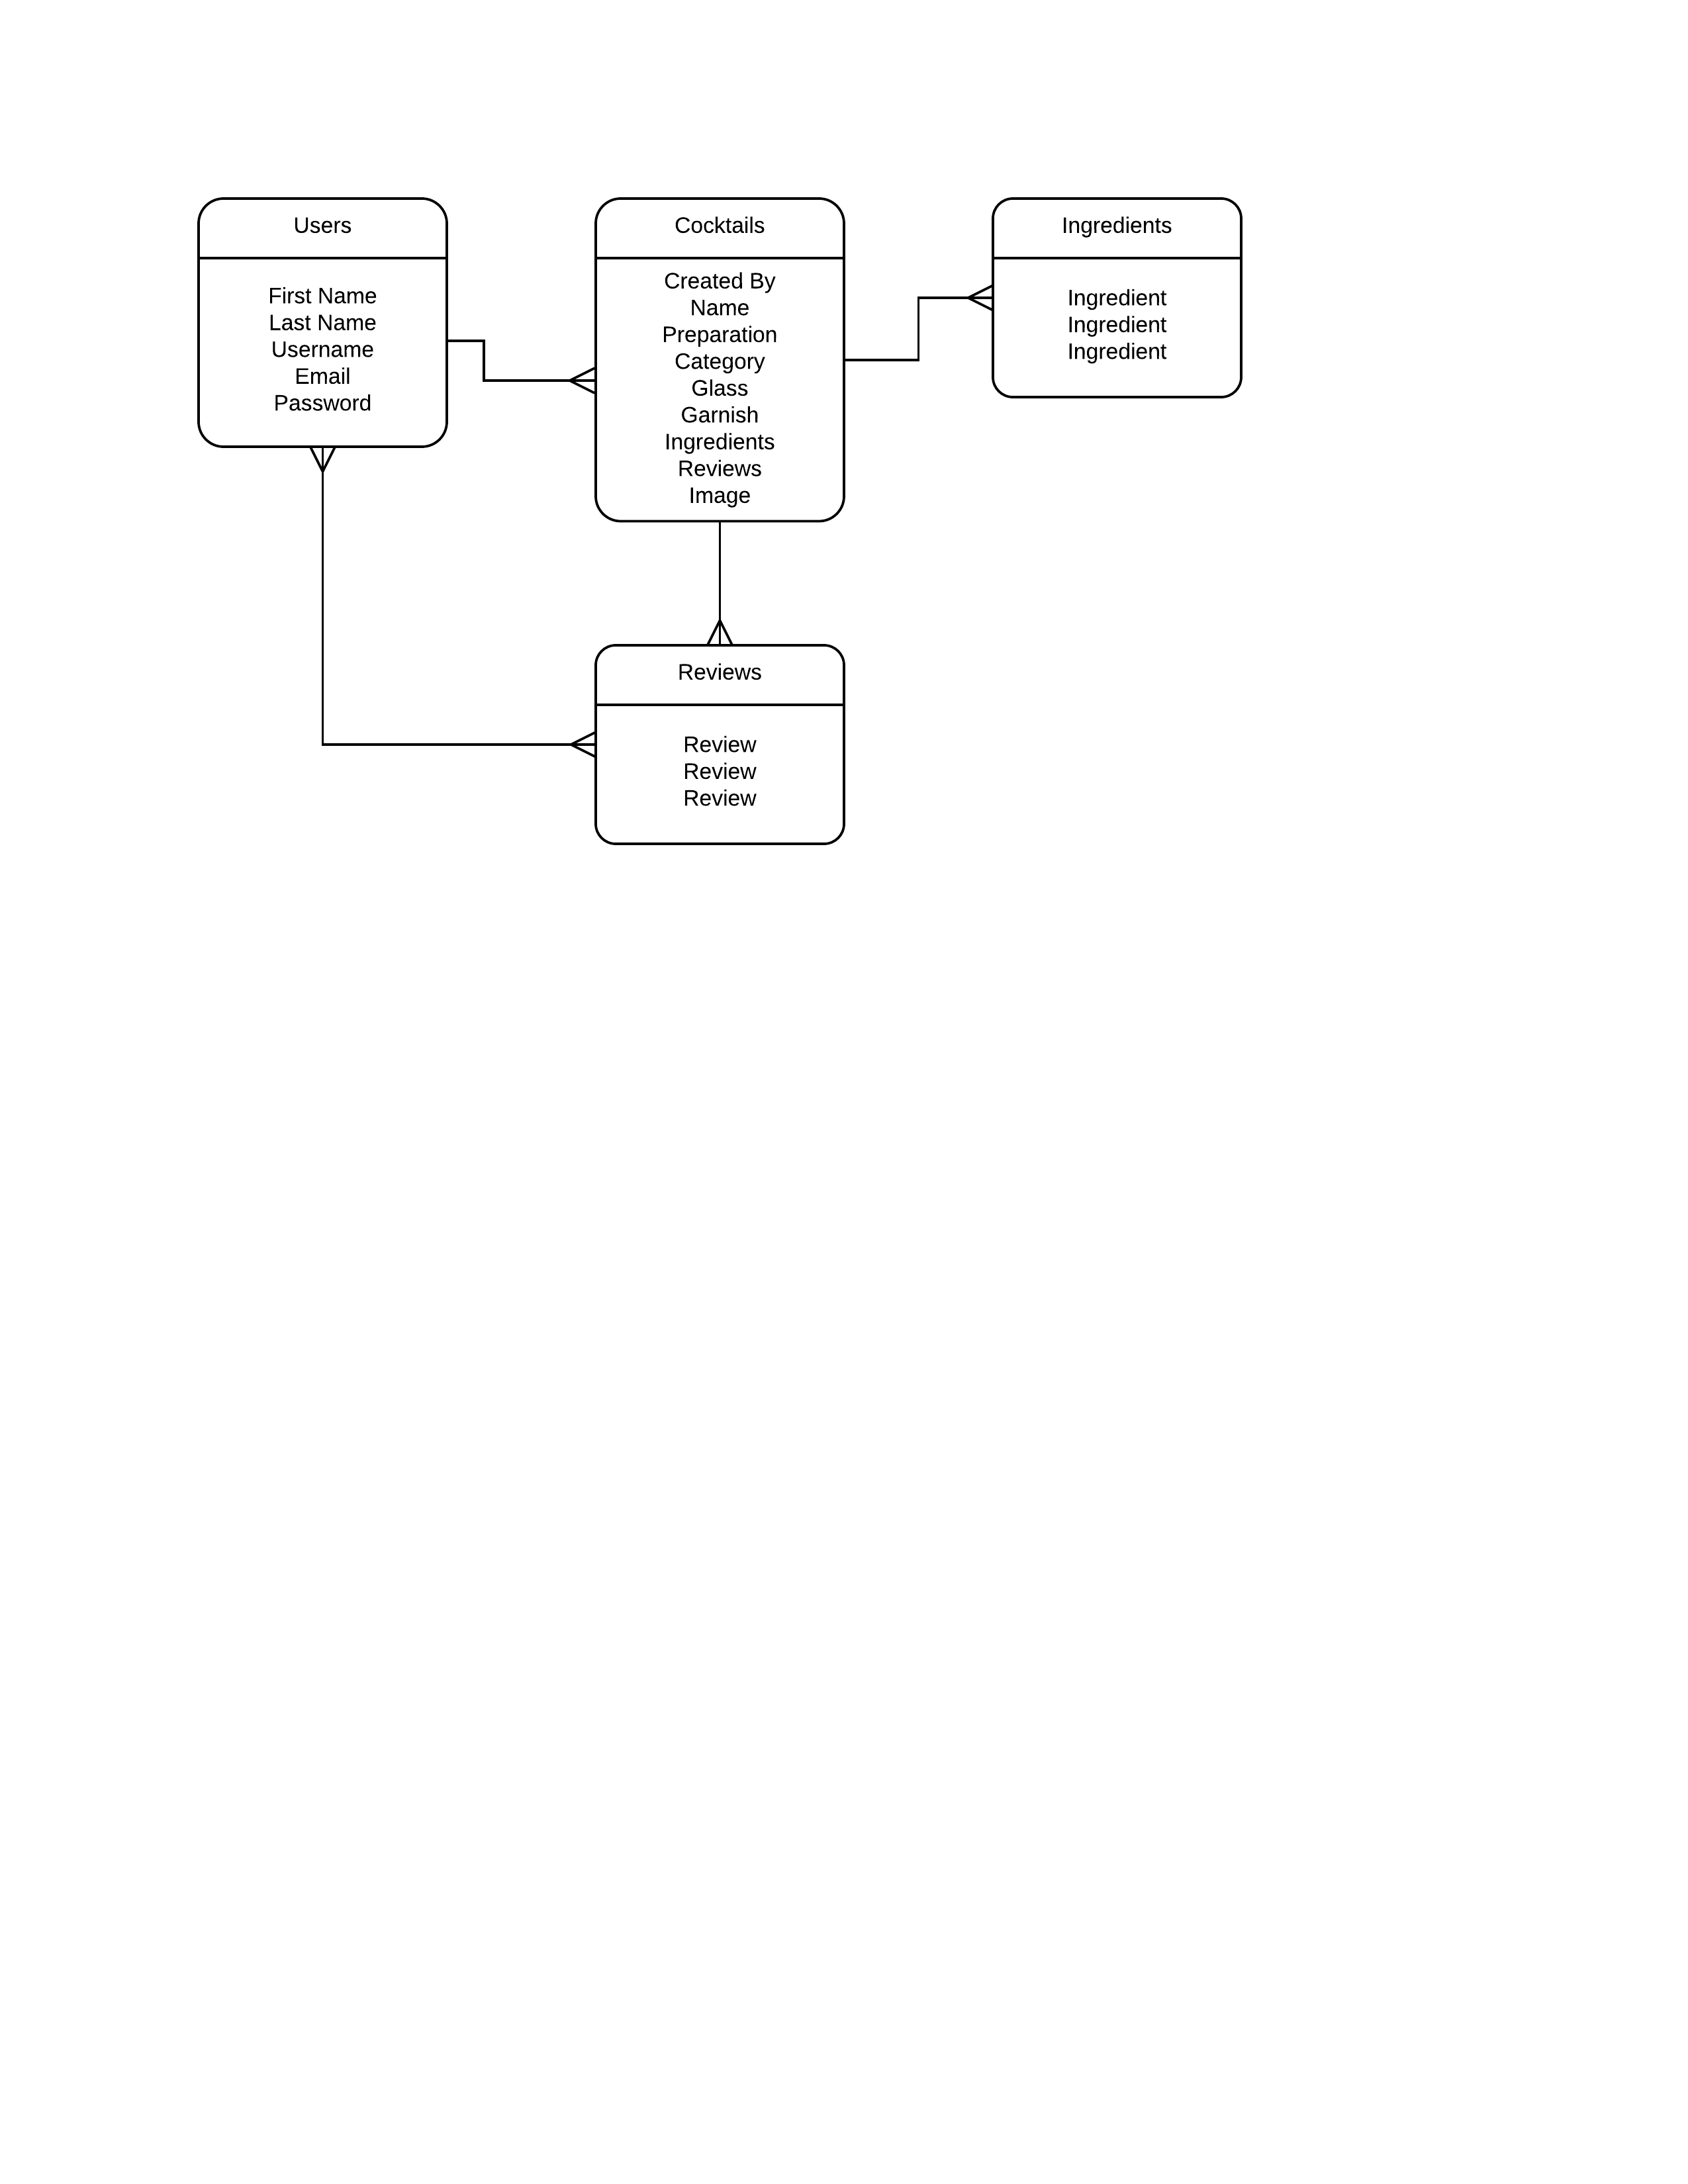 Users
First Name
Last Name
Username
Email
Password
Cocktails
Created By
Name
Preparation
Category
Glass
Garnish
Ingredients
Reviews
Image
Ingredients
Ingredient
Ingredient
Ingredient
Reviews
Review
Review
Review